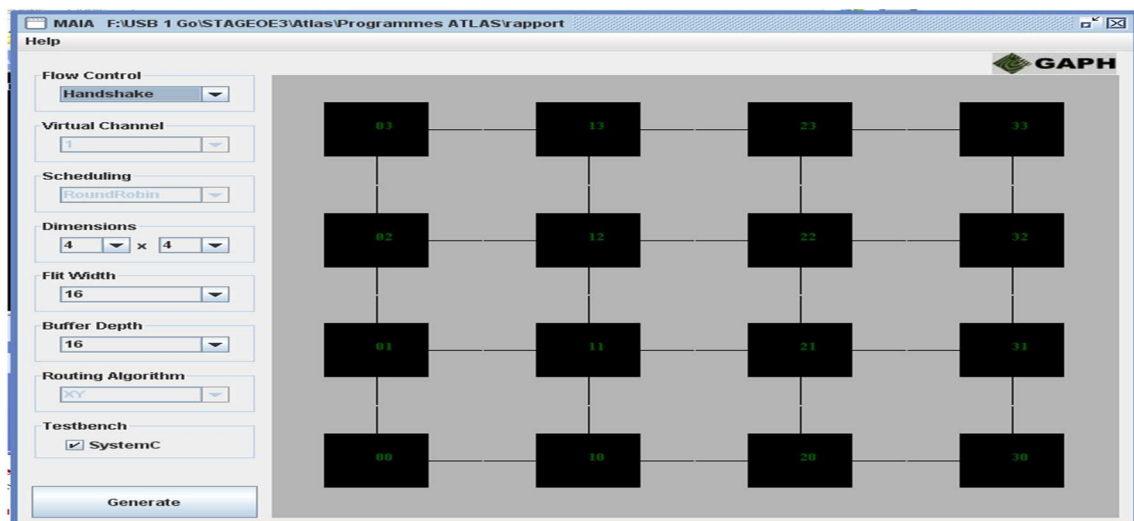 MAIA F:\USB 1 Go\STAGEOE3\Atlas\Programmes ATLAS\rapport
Help
GAPH
Flow Control
Handshake
Virtual Channel
1
Scheduling
RoundRobin
Dimensions
4 x 4
Flit Width
16
Buffer Depth
16
Routing Algorithm
XY
Testbench
SystemC
Generate
03 13 23 33
02 12 22 32
01 11 21 31
00 10 20 30